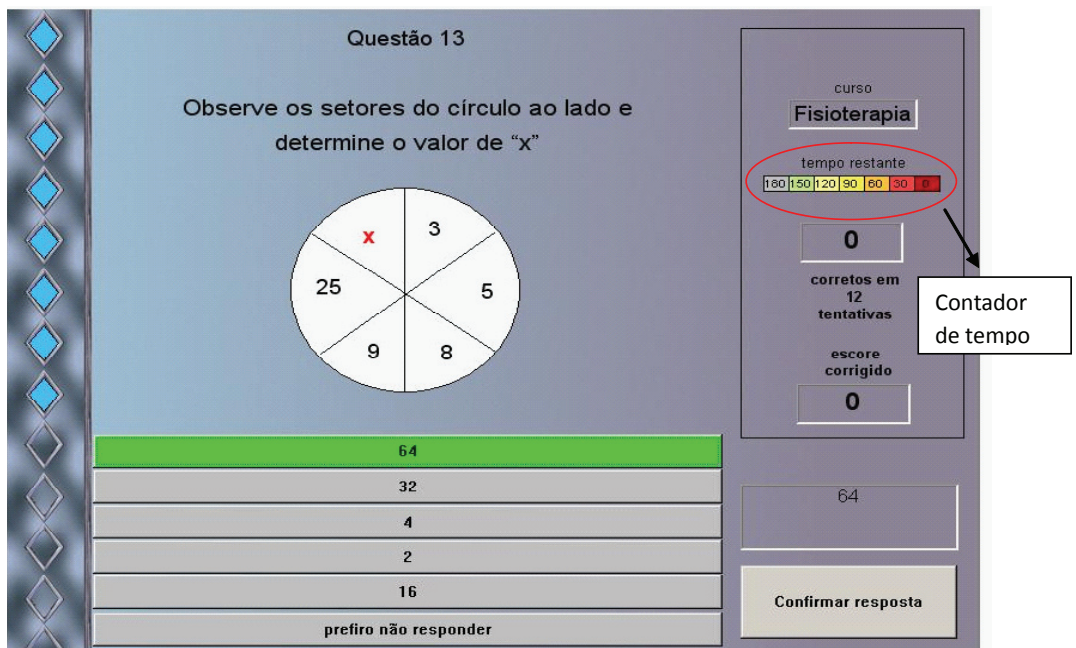 Questão 13
Observe os setores do círculo ao lado e
determine o valor de “x”
x
3
25
5
9
8
64
32
4
2
16
prefiro não responder
curso
Fisioterapia
tempo restante
180 150 120 90 60 30 0
0
corretos em
12
tentativas
escore
corrigido
0
64
Confirmar resposta
Contador
de tempo